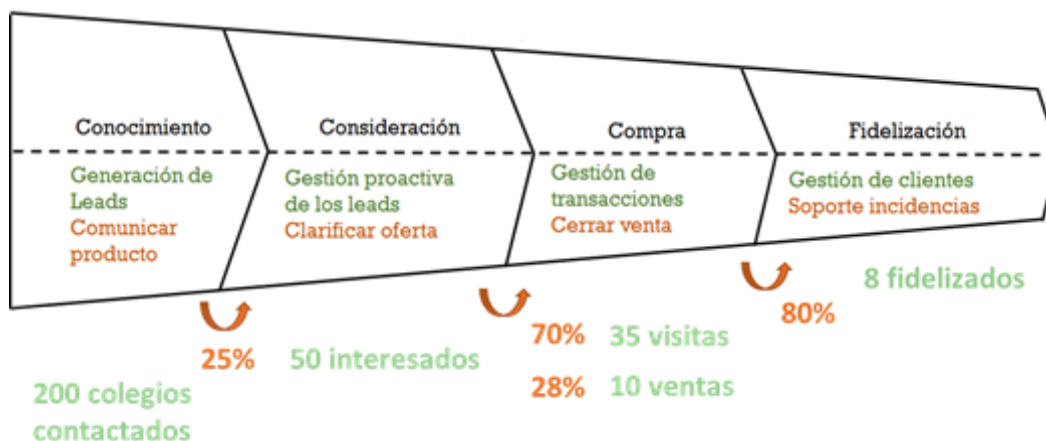 Conocimiento
Generación de
Leads
Comunicar
producto
Consideración
Gestión proactiva
de los leads
Clarificar oferta
Compra
Gestión de
transacciones
Cerrar venta
Fidelización
Gestión de clientes
Soporte incidencias
200 colegios
contactados
25%
50 interesados
70%
35 visitas
28%
10 ventas
80%
8 fidelizados